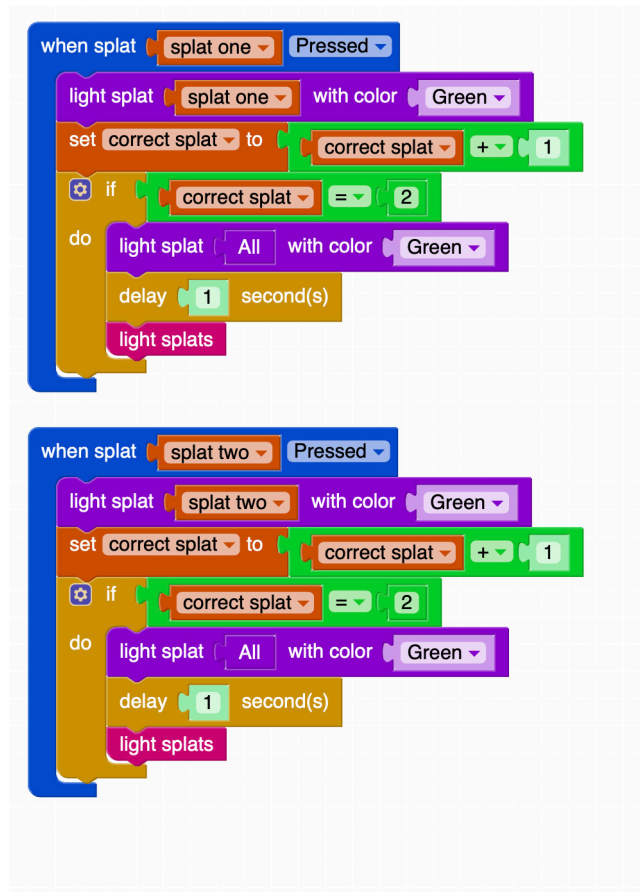 when splat splat one Pressed
light splat splat one with color Green
set correct splat to correct splat + 1
if correct splat = 2
do light splat All with color Green
delay 1 second(s)
light splats
when splat splat two Pressed
light splat splat two with color Green
set correct splat to correct splat + 1
if correct splat = 2
do light splat All with color Green
delay 1 second(s)
light splats